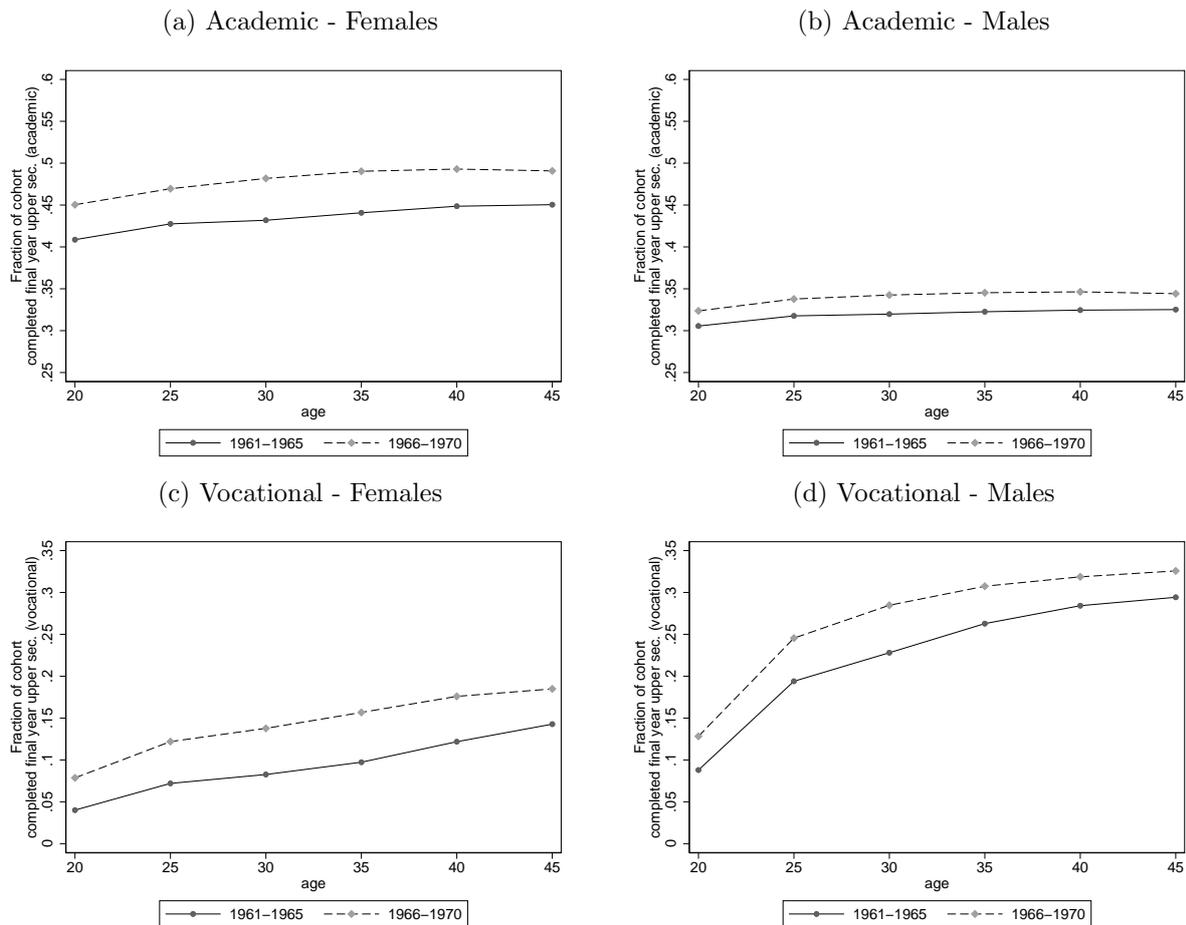 (a) Academic - Females
Fraction of cohort
completed final year upper sec. (academic)
.6
.55
.5
.45
.4
.35
.3
.25
20 25 30 35 40 45
age
1961−1965 1966−1970
(b) Academic - Males
Fraction of cohort
completed final year upper sec. (academic)
.6
.55
.5
.45
.4
.35
.3
.25
20 25 30 35 40 45
age
1961−1965 1966−1970
(c) Vocational - Females
Fraction of cohort
completed final year upper sec. (vocational)
.35
.3
.25
.2
.15
.1
.05
0
20 25 30 35 40 45
age
1961−1965 1966−1970
(d) Vocational - Males
Fraction of cohort
completed final year upper sec. (vocational)
.35
.3
.25
.2
.15
.1
.05
0
20 25 30 35 40 45
age
1961−1965 1966−1970